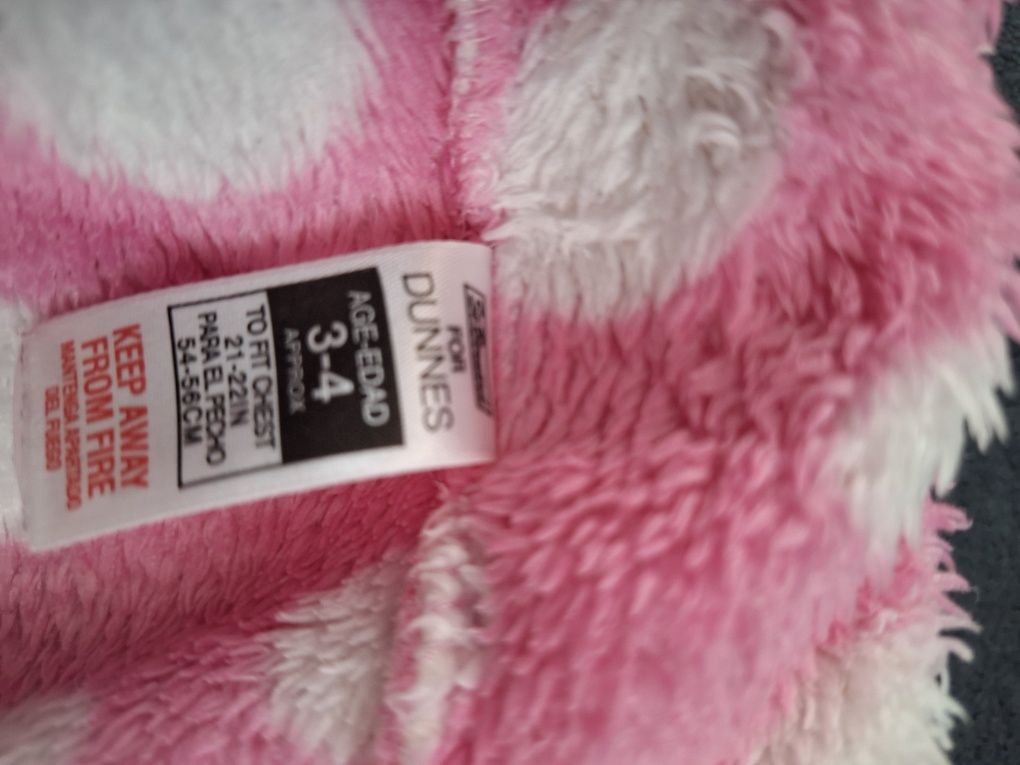 FOR
DUNNES
AGE-EDAD
3-4
APPROX
TO FIT CHEST
21-22IN
PARA EL PECHO
54-56CM
KEEP AWAY
FROM FIRE
MANTENGA APARTADO
DEL FUEGO